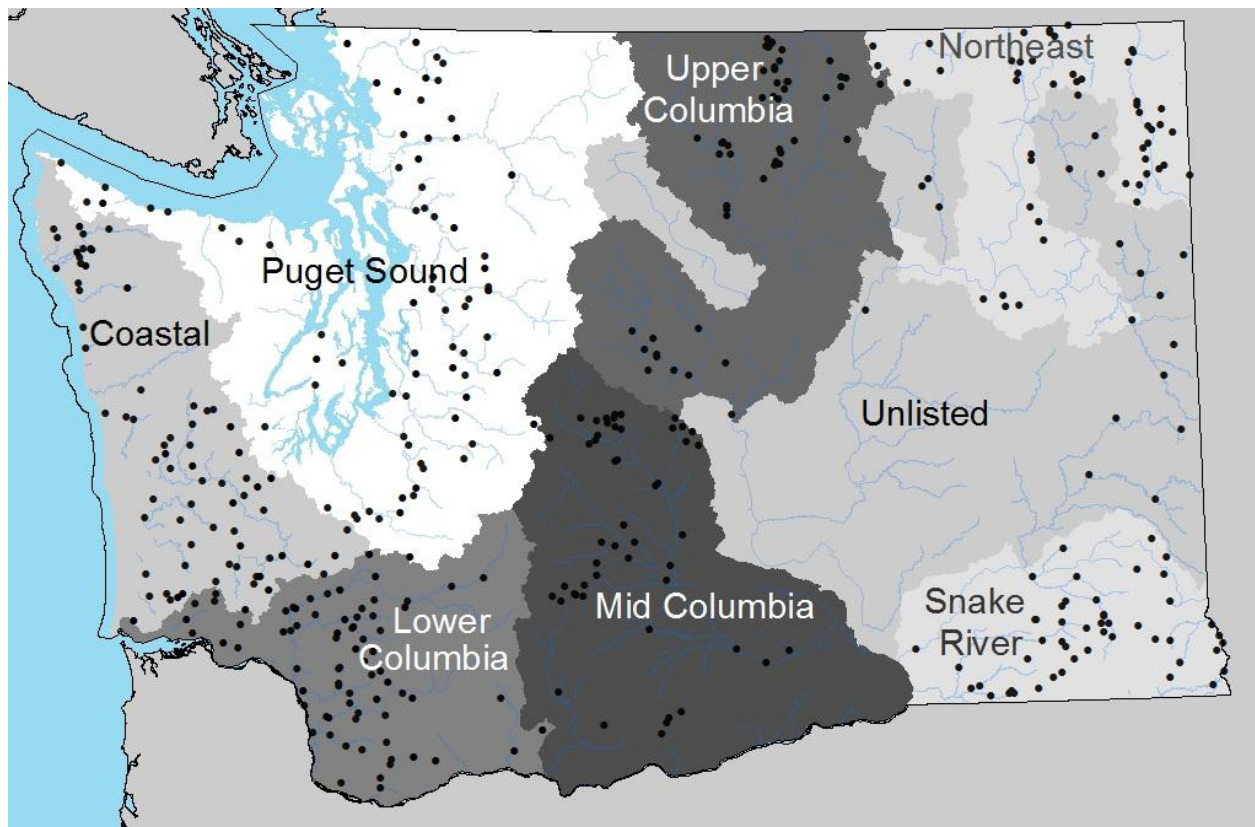 Northeast
Upper
Columbia
Puget Sound
Coastal
Unlisted
Snake
River
Mid Columbia
Lower
Columbia